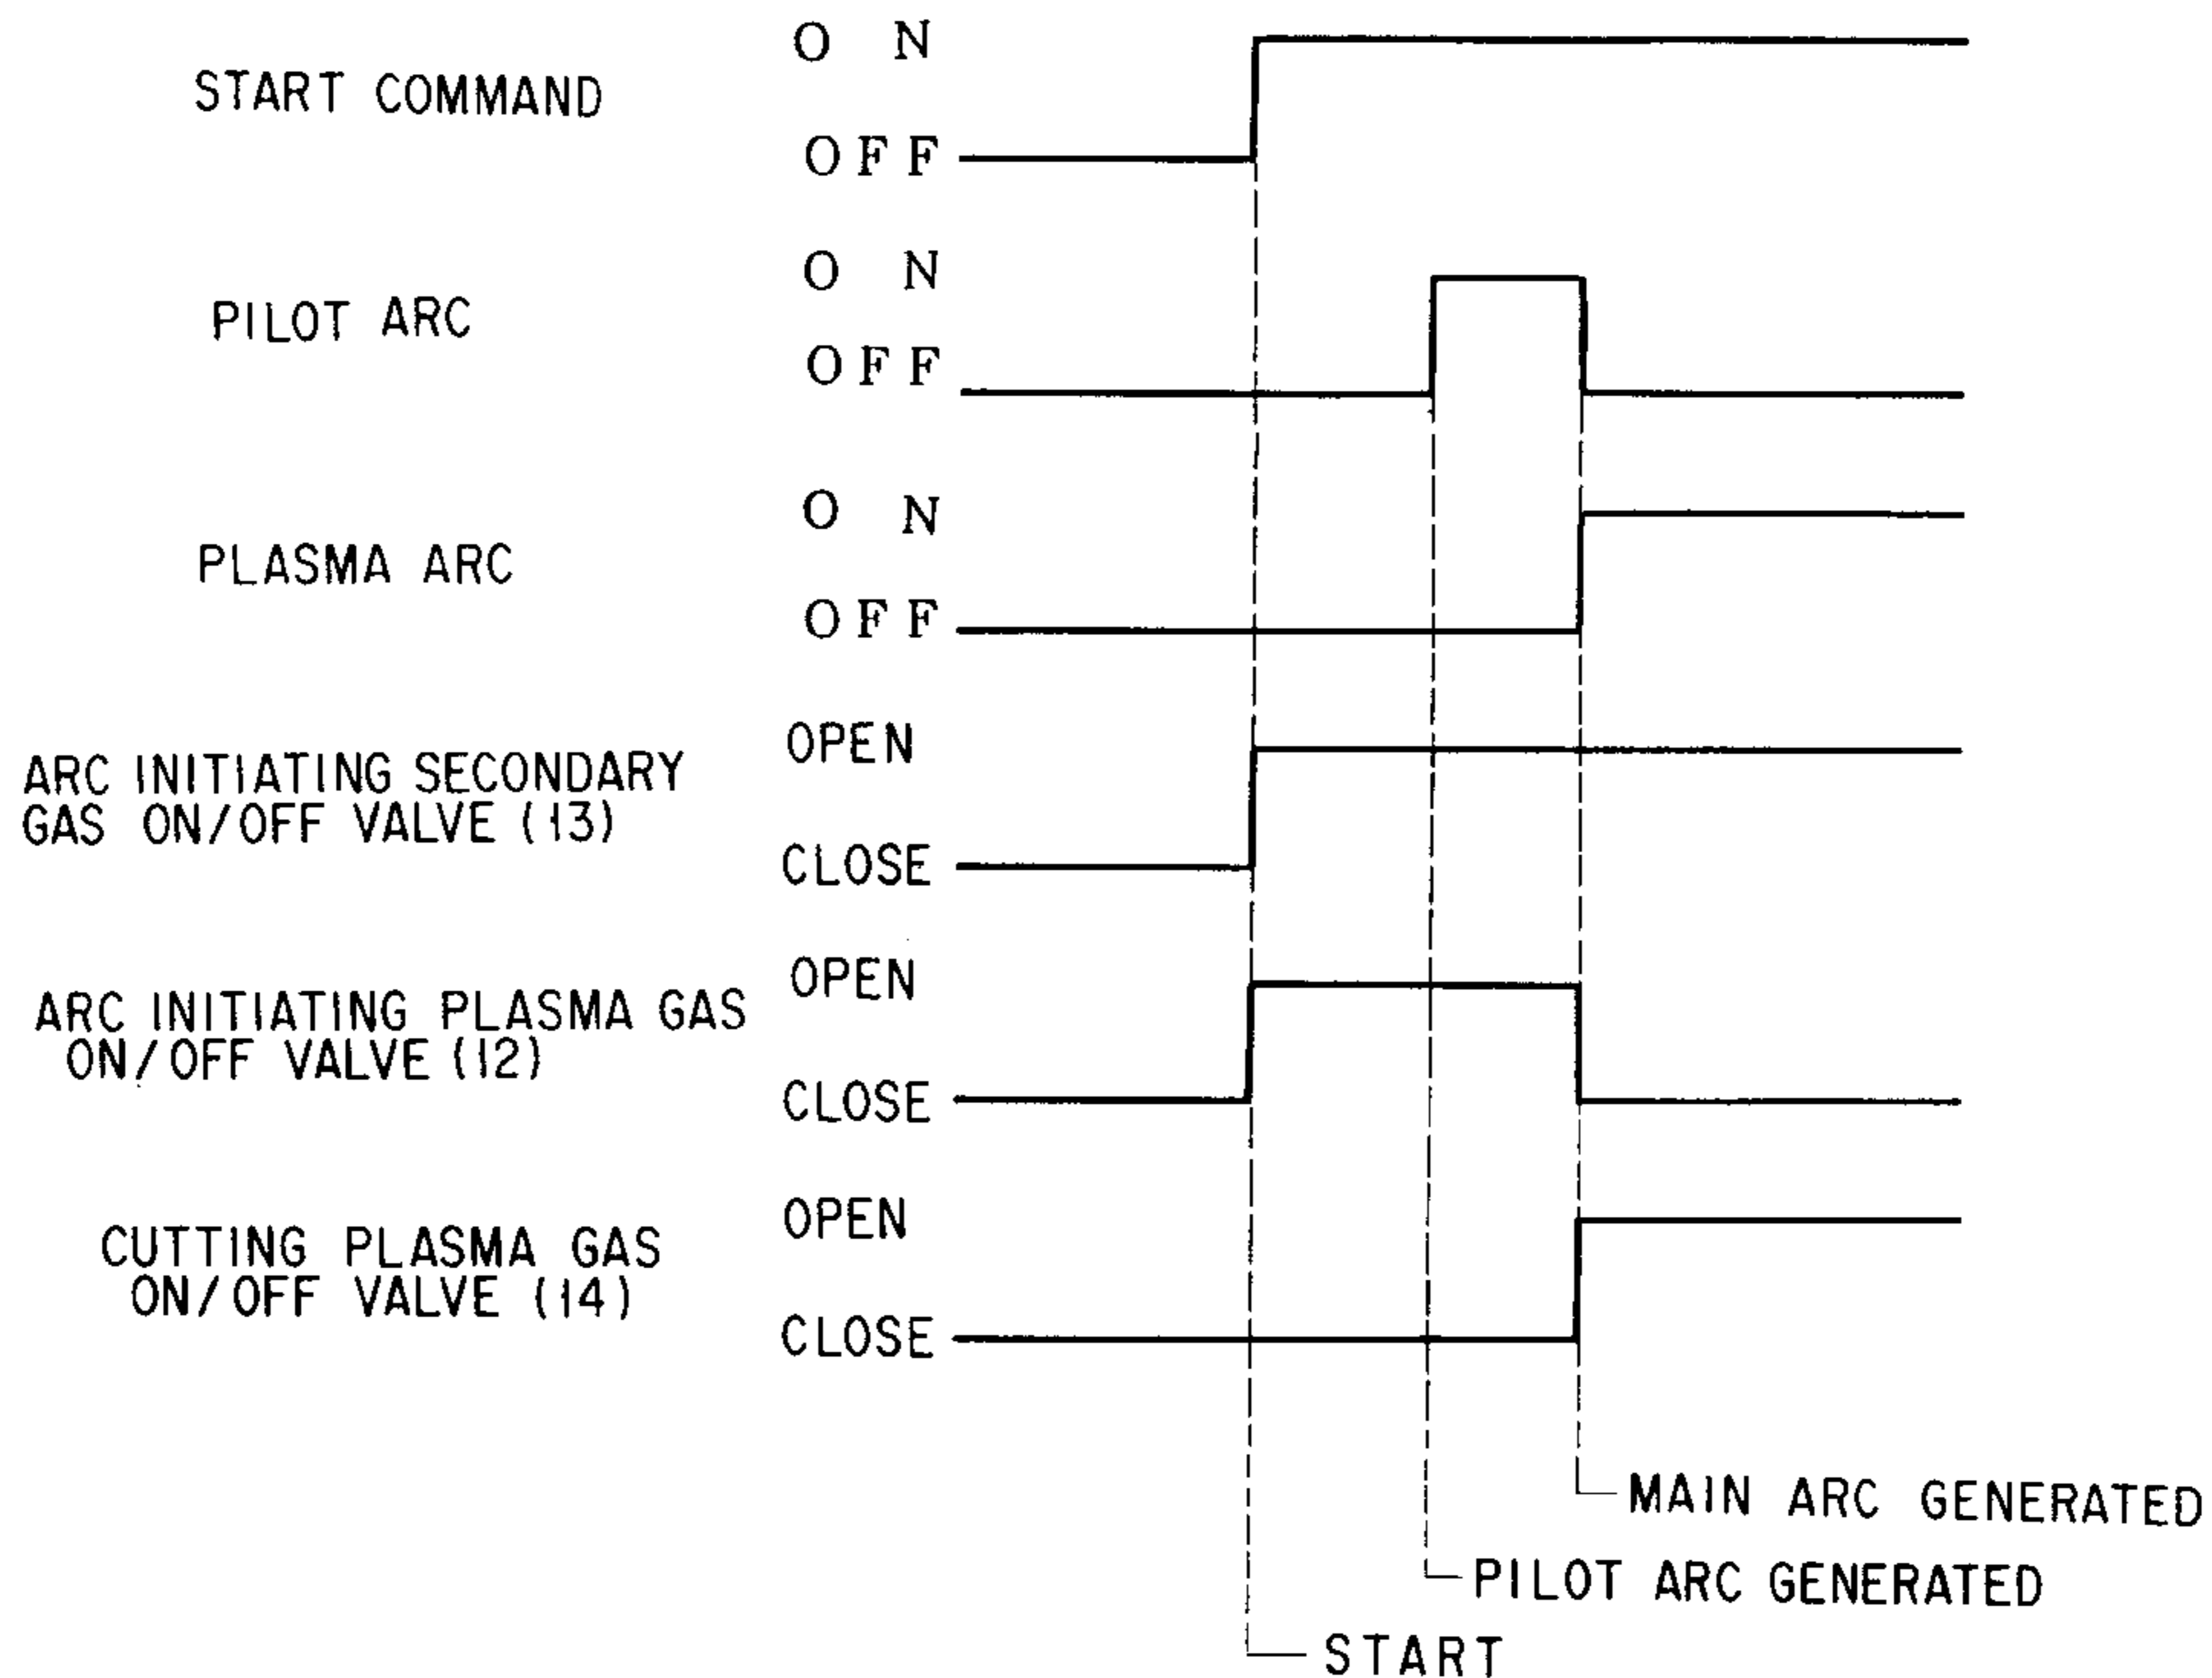 O N
START COMMAND
OFF
O N
PILOT ARC
OFF
O N
PLASMA ARC
OFF
OPEN
ARC INITIATING SECONDARY
GAS ON/OFF VALVE (13)
CLOSE
OPEN
ARC INITIATING PLASMA GAS
ON/OFF VALVE (12)
CLOSE
OPEN
CUTTING PLASMA GAS
ON/OFF VALVE (14)
CLOSE
MAIN ARC GENERATED
PILOT ARC GENERATED
START